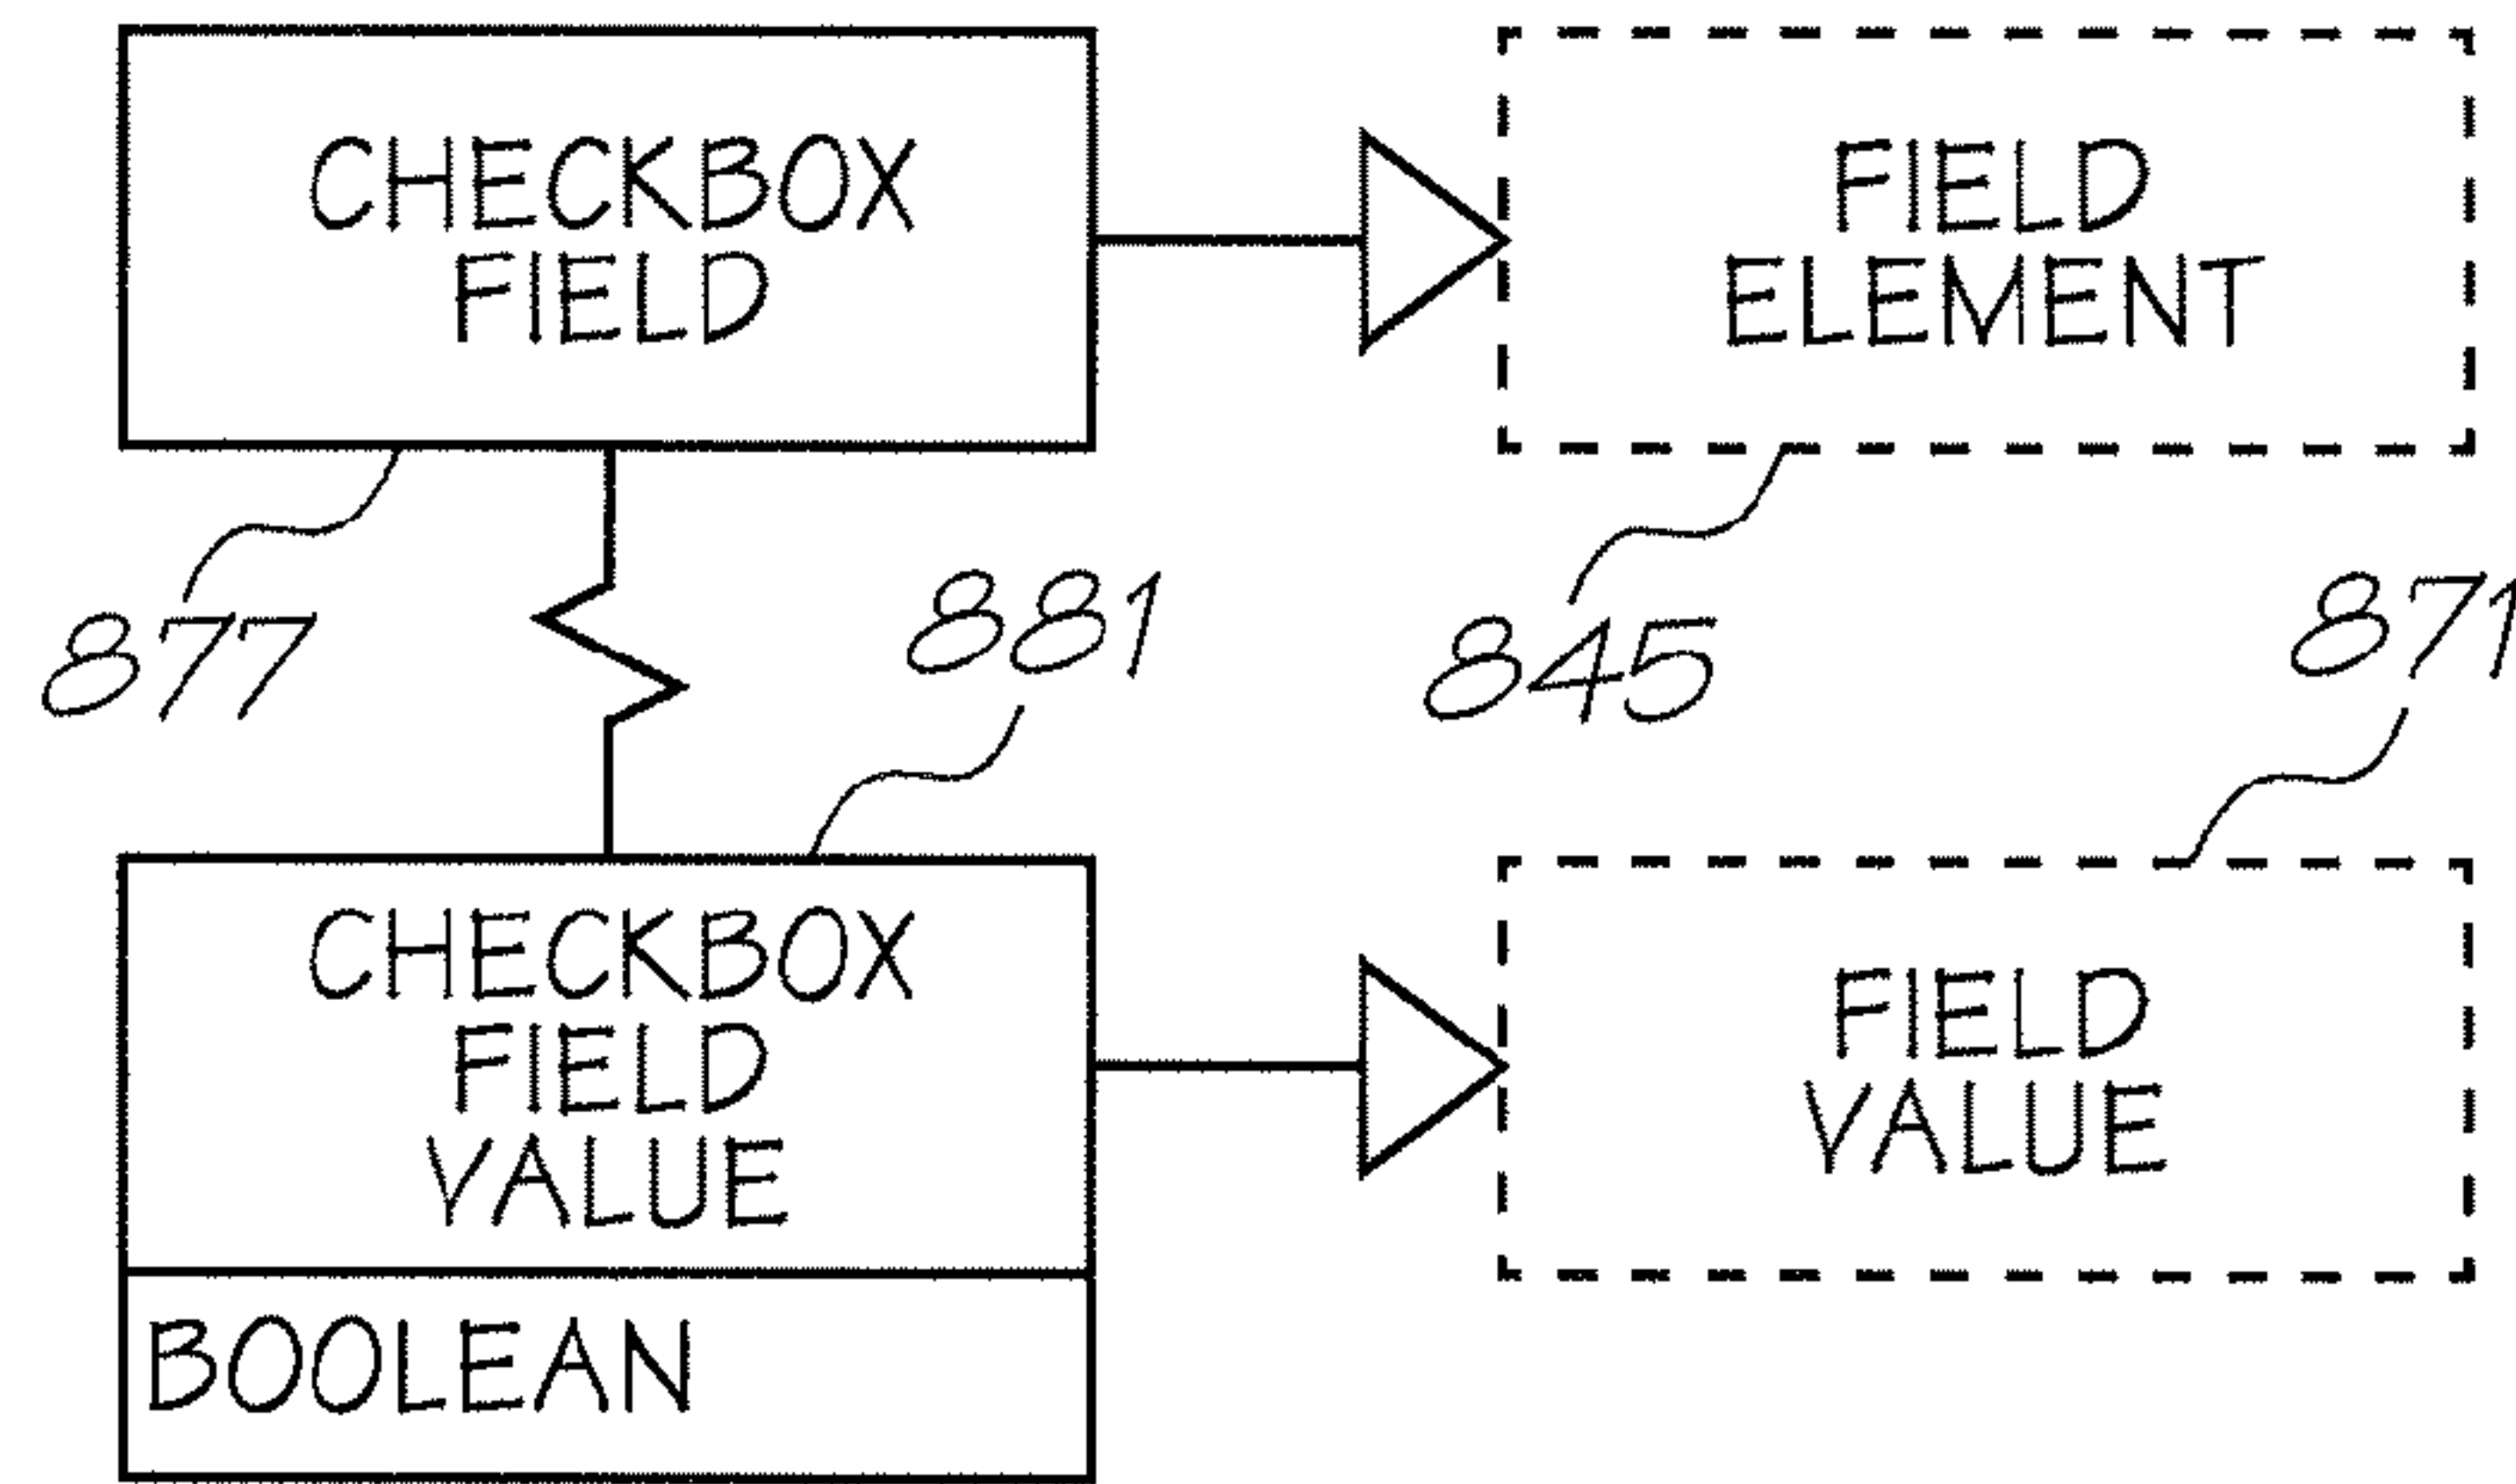 CHECKBOX
FIELD
FIELD
ELEMENT
877
881
845
871
CHECKBOX
FIELD
VALUE
FIELD
VALUE
BOOLEAN